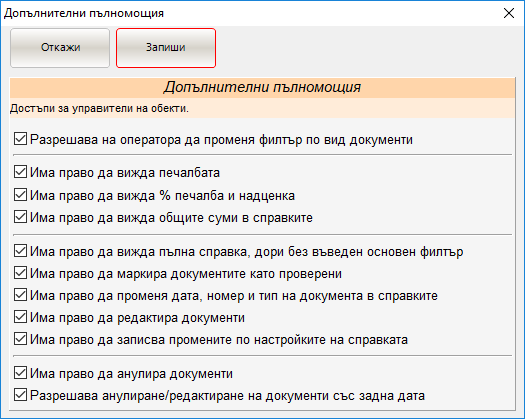 Допълнителни пълномощия
Откажи
Запиши
Допълнителни пълномощия
Достъпи за управители на обекти.
Разрешава на оператора да променя филтър по вид документи
Има право да вижда печалбата
Има право да вижда % печалба и надценка
Има право да вижда общите суми в справките
Има право да вижда пълна справка, дори без въведен основен филтър
Има право да маркира документите като проверени
Има право да променя дата, номер и тип на документа в справките
Има право да редактира документи
Има право да записва промените по настройките на справката
Има право да анулира документи
Разрешава анулиране/редактиране на документи със задна дата